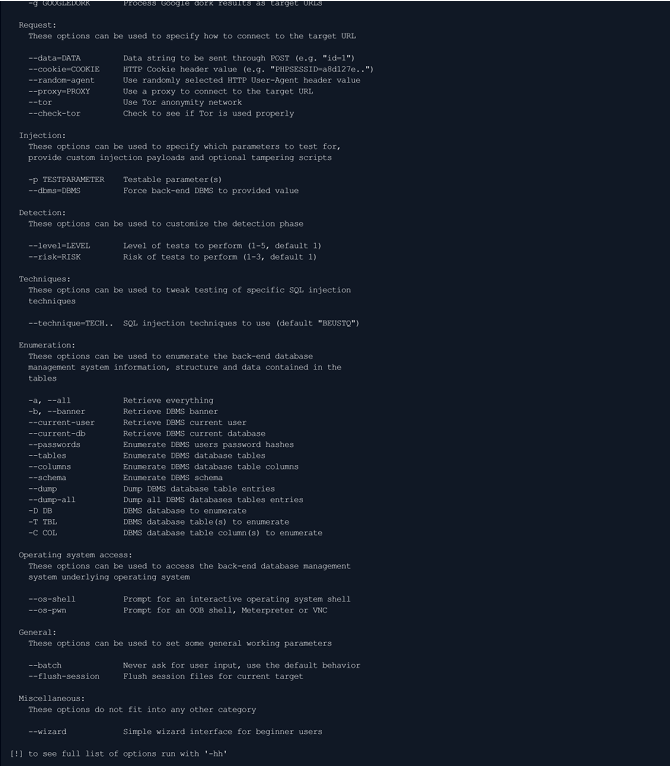 -g GOOGLEDORK Process Google dork results as target URLs
Request:
These options can be used to specify how to connect to the target URL
--data=DATA Data string to be sent through POST (e.g. "id=1")
--cookie=COOKIE HTTP Cookie header value (e.g. "PHPSESSID=a8d127e..")
--random-agent Use randomly selected HTTP User-Agent header value
--proxy=PROXY Use a proxy to connect to the target URL
--tor Use Tor anonymity network
--check-tor Check to see if Tor is used properly
Injection:
These options can be used to specify which parameters to test for,
provide custom injection payloads and optional tampering scripts
-p TESTPARAMETER Testable parameter(s)
--dbms=DBMS Force back-end DBMS to provided value
Detection:
These options can be used to customize the detection phase
--level=LEVEL Level of tests to perform (1-5, default 1)
--risk=RISK Risk of tests to perform (1-3, default 1)
Techniques:
These options can be used to tweak testing of specific SQL injection
techniques
--technique=TECH.. SQL injection techniques to use (default "BEUSTQ")
Enumeration:
These options can be used to enumerate the back-end database
management system information, structure and data contained in the
tables
-a, --all Retrieve everything
-b, --banner Retrieve DBMS banner
--current-user Retrieve DBMS current user
--current-db Retrieve DBMS current database
--passwords Enumerate DBMS users password hashes
--tables Enumerate DBMS database tables
--columns Enumerate DBMS database table columns
--schema Enumerate DBMS schema
--dump Dump DBMS database table entries
--dump-all Dump all DBMS databases tables entries
-D DB DBMS database to enumerate
-T TBL DBMS database table(s) to enumerate
-C COL DBMS database table column(s) to enumerate
Operating system access:
These options can be used to access the back-end database management
system underlying operating system
--os-shell Prompt for an interactive operating system shell
--os-pwn Prompt for an OOB shell, Meterpreter or VNC
General:
These options can be used to set some general working parameters
--batch Never ask for user input, use the default behavior
--flush-session Flush session files for current target
Miscellaneous:
These options do not fit into any other category
--wizard Simple wizard interface for beginner users
[!] to see full list of options run with '-hh'